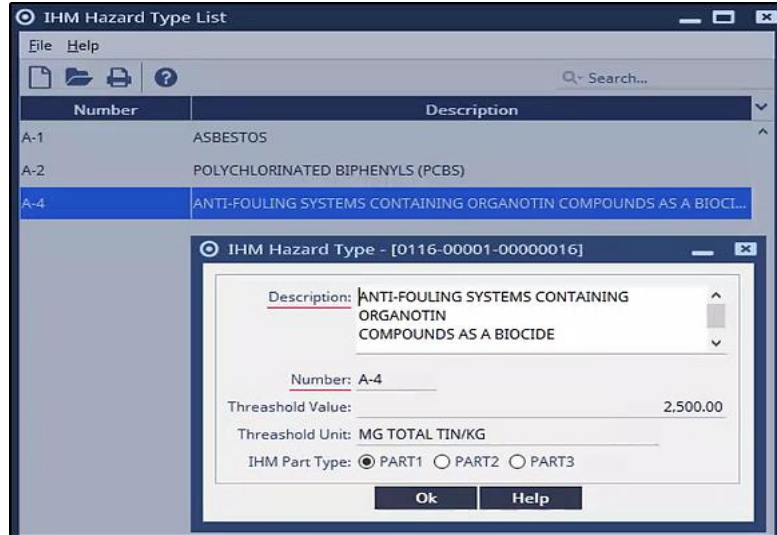 IHM Hazard Type List
File Help
Search...
Number Description
A-1 ASBESTOS
A-2 POLYCHLORINATED BIPHENYLS (PCBS)
A-4 ANTI-FOULING SYSTEMS CONTAINING ORGANOTIN COMPOUNDS AS A BIOCI...
IHM Hazard Type - [0116-00001-00000016]
Description: ANTI-FOULING SYSTEMS CONTAINING
ORGANOTIN
COMPOUNDS AS A BIOCIDE
Number: A-4
Threashold Value: 2,500.00
Threashold Unit: MG TOTAL TIN/KG
IHM Part Type: PART1 PART2 PART3
Ok Help